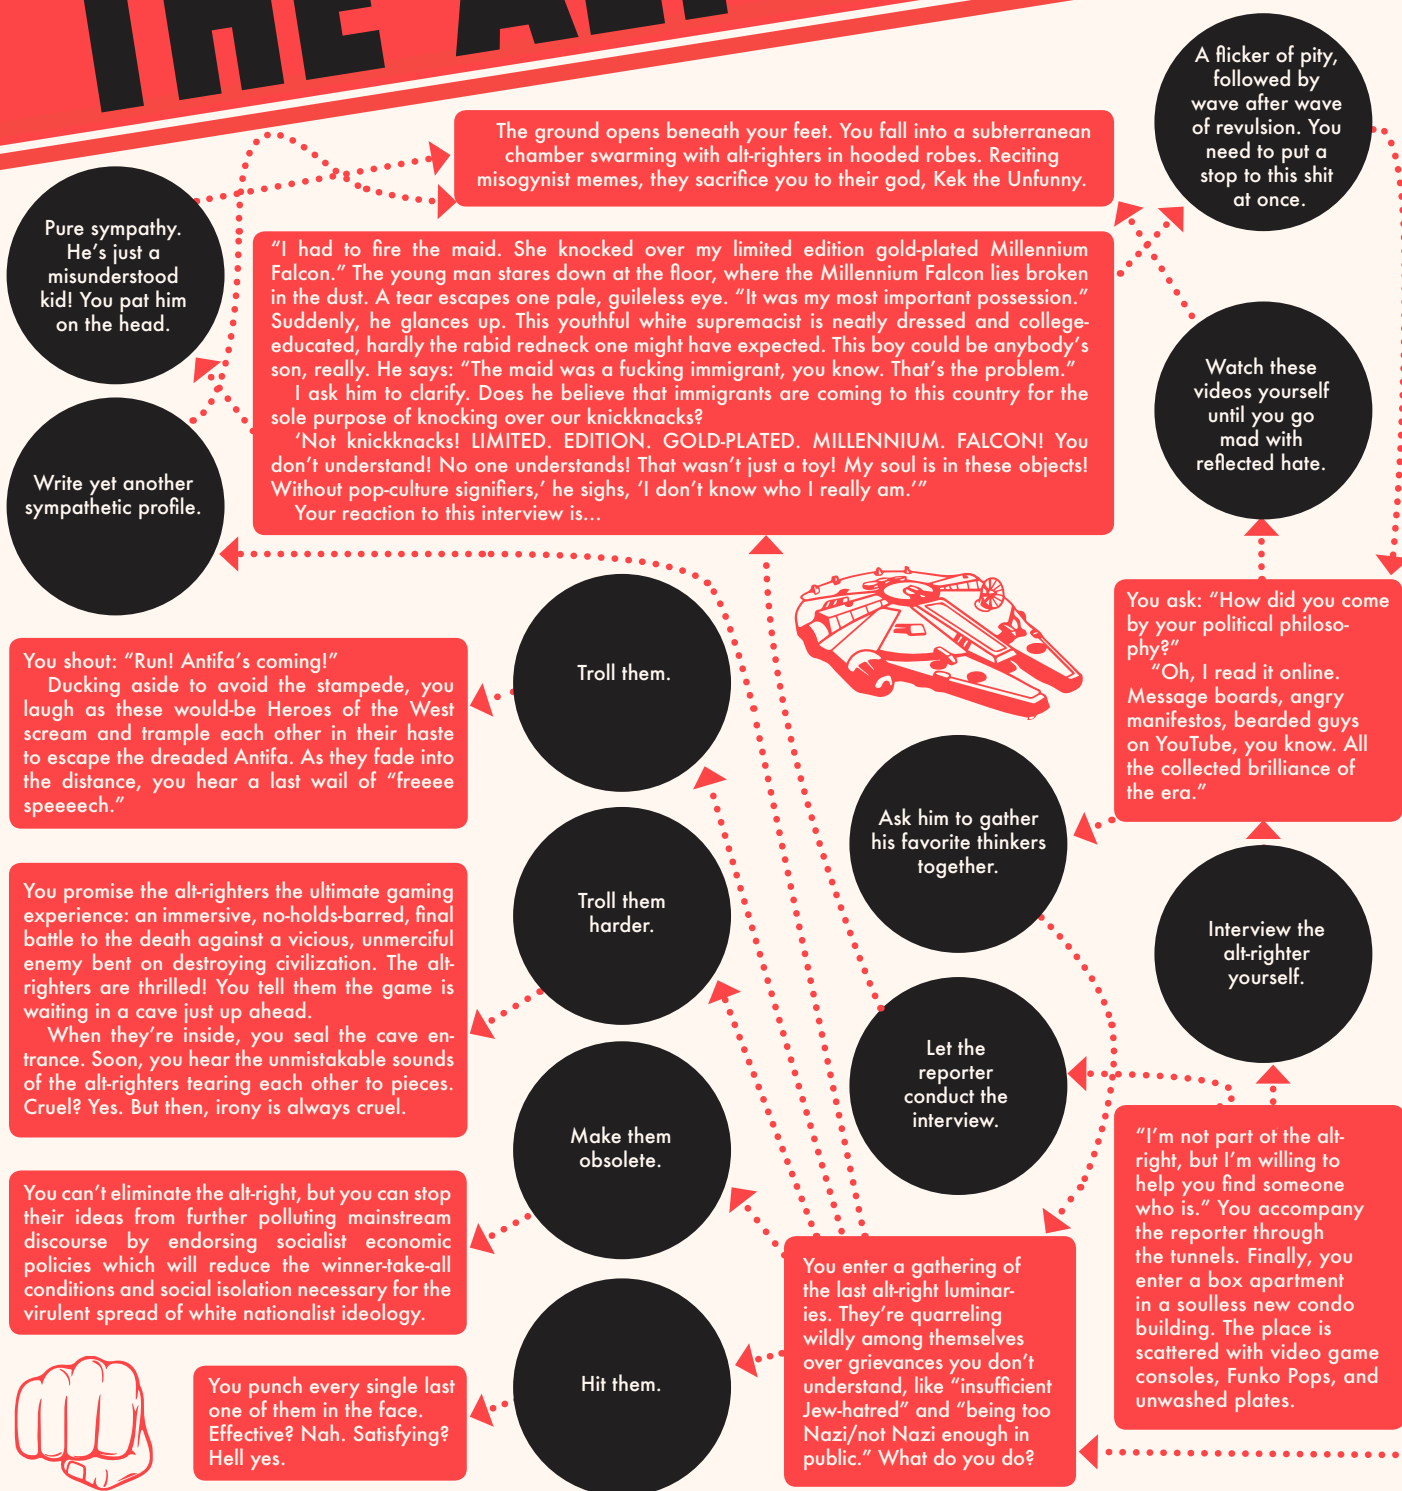 THE AL
A flicker of pity,
followed by
wave after wave
of revulsion. You
need to put a
stop to this shit
at once.
The ground opens beneath your feet. You fall into a subterranean
chamber swarming with alt-righters in hooded robes. Reciting
misogynist memes, they sacrifice you to their god, Kek the Unfunny.
Pure sympathy.
He's just a
misunderstood
kid! You pat him
on the head.
"I had to fire the maid. She knocked over my limited edition gold-plated Millennium
Falcon." The young man stares down at the floor, where the Millennium Falcon lies broken
in the dust. A tear escapes one pale, guileless eye. "It was my most important possession."
Suddenly, he glances up. This youthful white supremacist is neatly dressed and college-
educated, hardly the rabid redneck one might have expected. This boy could be anybody's
son, really. He says: "The maid was a fucking immigrant, you know. That's the problem."
I ask him to clarify. Does he believe that immigrants are coming to this country for the
sole purpose of knocking over our knickknacks?
'Not knickknacks! LIMITED. EDITION. GOLD-PLATED. MILLENNIUM. FALCON! You
don't understand! No one understands! That wasn't just a toy! My soul is in these objects!
Without pop-culture signifiers,' he sighs, 'I don't know who I really am.'"
Your reaction to this interview is...
Watch these
videos yourself
until you go
mad with
reflected hate.
Write yet another
sympathetic profile.
You ask: "How did you come
by your political philoso-
phy?"
"Oh, I read it online.
Message boards, angry
manifestos, bearded guys
on YouTube, you know. All
the collected brilliance of
the era."
You shout: "Run! Antifa's coming!"
Ducking aside to avoid the stampede, you
laugh as these would-be Heroes of the West
scream and trample each other in their haste
to escape the dreaded Antifa. As they fade into
the distance, you hear a last wail of "freeee
speeeech."
Troll them.
Ask him to gather
his favorite thinkers
together.
You promise the alt-righters the ultimate gaming
experience: an immersive, no-holds-barred, final
battle to the death against a vicious, unmerciful
enemy bent on destroying civilization. The alt-
righters are thrilled! You tell them the game is
waiting in a cave just up ahead.
When they're inside, you seal the cave en-
trance. Soon, you hear the unmistakable sounds
of the alt-righters tearing each other to pieces.
Cruel? Yes. But then, irony is always cruel.
Troll them
harder.
Interview the
alt-righter
yourself.
Let the
reporter
conduct the
interview.
Make them
obsolete.
"I'm not part ot the alt-
right, but I'm willing to
help you find someone
who is." You accompany
the reporter through
the tunnels. Finally, you
enter a box apartment
in a soulless new condo
building. The place is
scattered with video game
consoles, Funko Pops, and
unwashed plates.
You can't eliminate the alt-right, but you can stop
their ideas from further polluting mainstream
discourse by endorsing socialist economic
policies which will reduce the winner-take-all
conditions and social isolation necessary for the
virulent spread of white nationalist ideology.
You enter a gathering of
the last alt-right luminar-
ies. They're quarreling
wildly among themselves
over grievances you don't
understand, like "insufficient
Jew-hatred" and "being too
Nazi/not Nazi enough in
public." What do you do?
Hit them.
You punch every single last
one of them in the face.
Effective? Nah. Satisfying?
Hell yes.